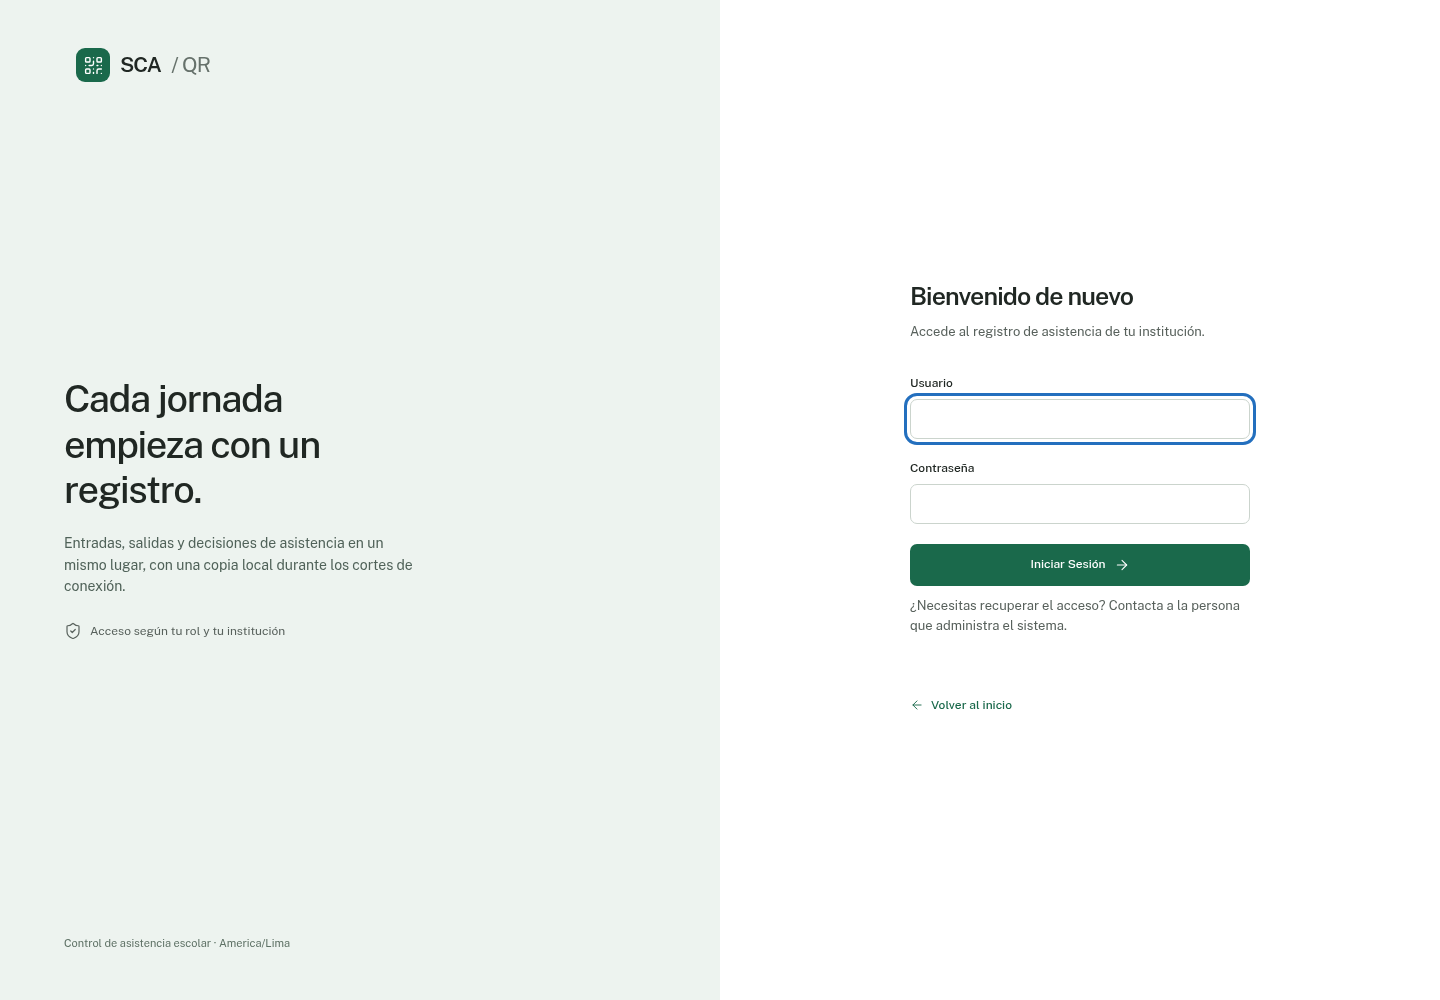 SCA / QR
Cada jornada
empieza con un
registro.
Entradas, salidas y decisiones de asistencia en un
mismo lugar, con una copia local durante los cortes de
conexión.
Acceso según tu rol y tu institución
Control de asistencia escolar · America/Lima
Bienvenido de nuevo
Accede al registro de asistencia de tu institución.
Usuario
Contraseña
Iniciar Sesión
¿Necesitas recuperar el acceso? Contacta a la persona
que administra el sistema.
Volver al inicio